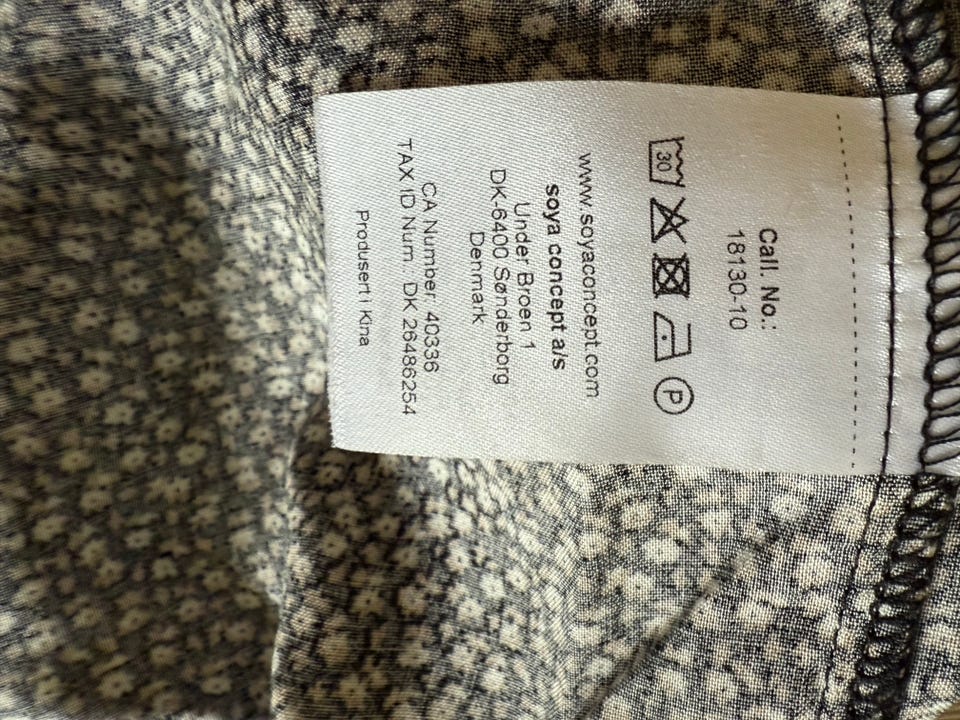 Call. No.:
18130-10
30
P
www.soyaconcept.com
soya concept a/s
Under Broen 1
DK-6400 Sønderborg
Denmark
CA Number 40336
TAX ID Num DK 26486254
Produsert i Kina